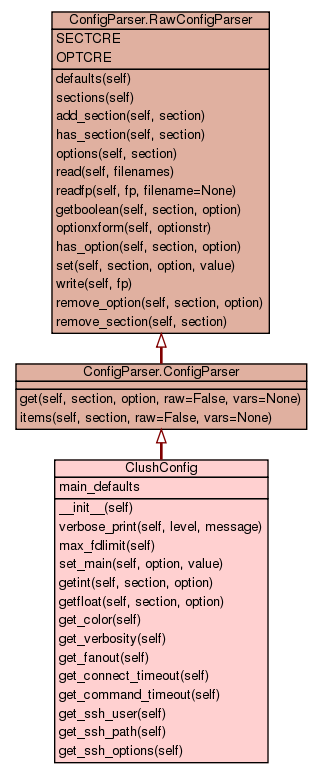 ConfigParser.RawConfigParser
SECTCRE
OPTCRE
defaults(self)
sections(self)
add_section(self, section)
has_section(self, section)
options(self, section)
read(self, filenames)
readfp(self, fp, filename=None)
getboolean(self, section, option)
optionxform(self, optionstr)
has_option(self, section, option)
set(self, section, option, value)
write(self, fp)
remove_option(self, section, option)
remove_section(self, section)
ConfigParser.ConfigParser
get(self, section, option, raw=False, vars=None)
items(self, section, raw=False, vars=None)
ClushConfig
main_defaults
__init__(self)
verbose_print(self, level, message)
max_fdlimit(self)
set_main(self, option, value)
getint(self, section, option)
getfloat(self, section, option)
get_color(self)
get_verbosity(self)
get_fanout(self)
get_connect_timeout(self)
get_command_timeout(self)
get_ssh_user(self)
get_ssh_path(self)
get_ssh_options(self)